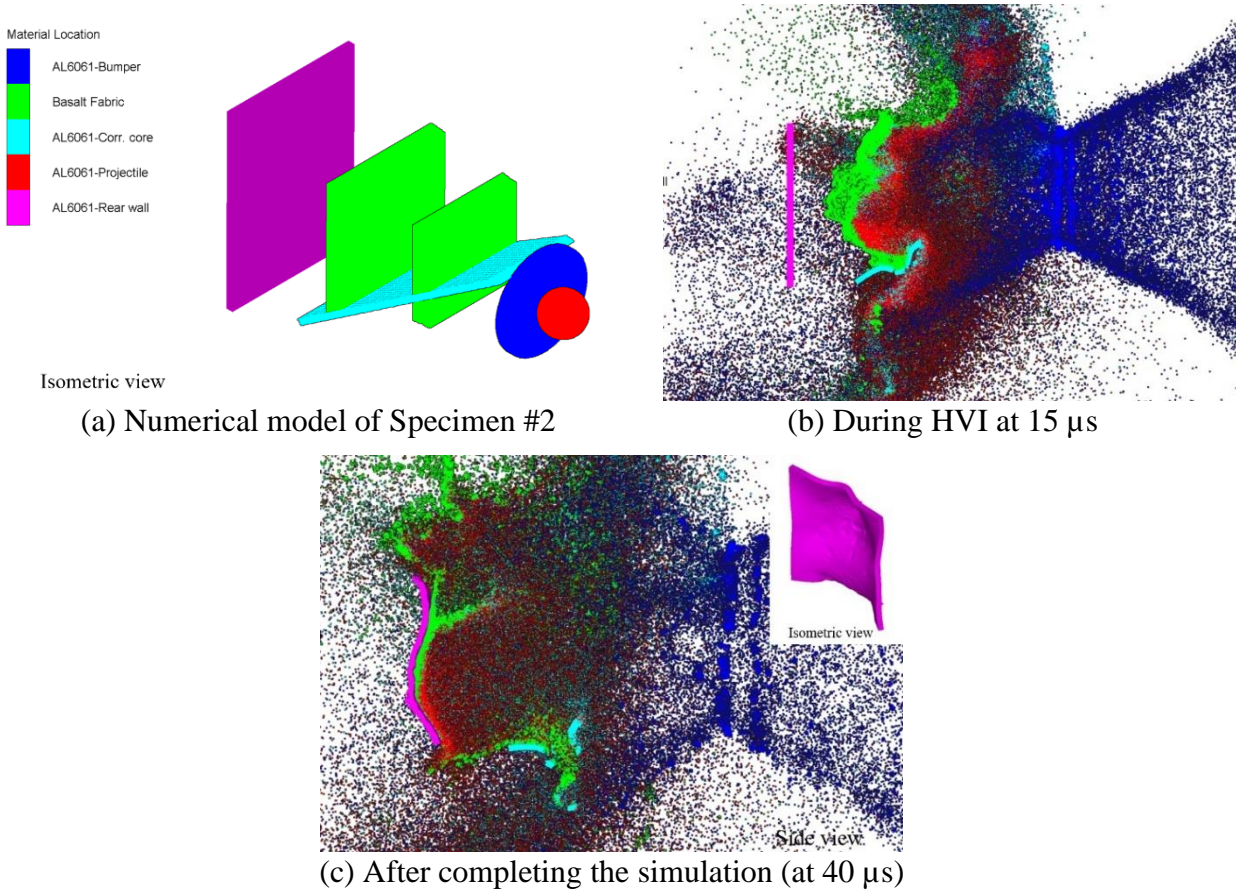 Material Location
AL6061-Bumper
Basalt Fabric
AL6061-Corr. core
AL6061-Projectile
AL6061-Rear wall
Isometric view
(a) Numerical model of Specimen #2
(b) During HVI at 15 µs
Isometric view
Side view
(c) After completing the simulation (at 40 µs)